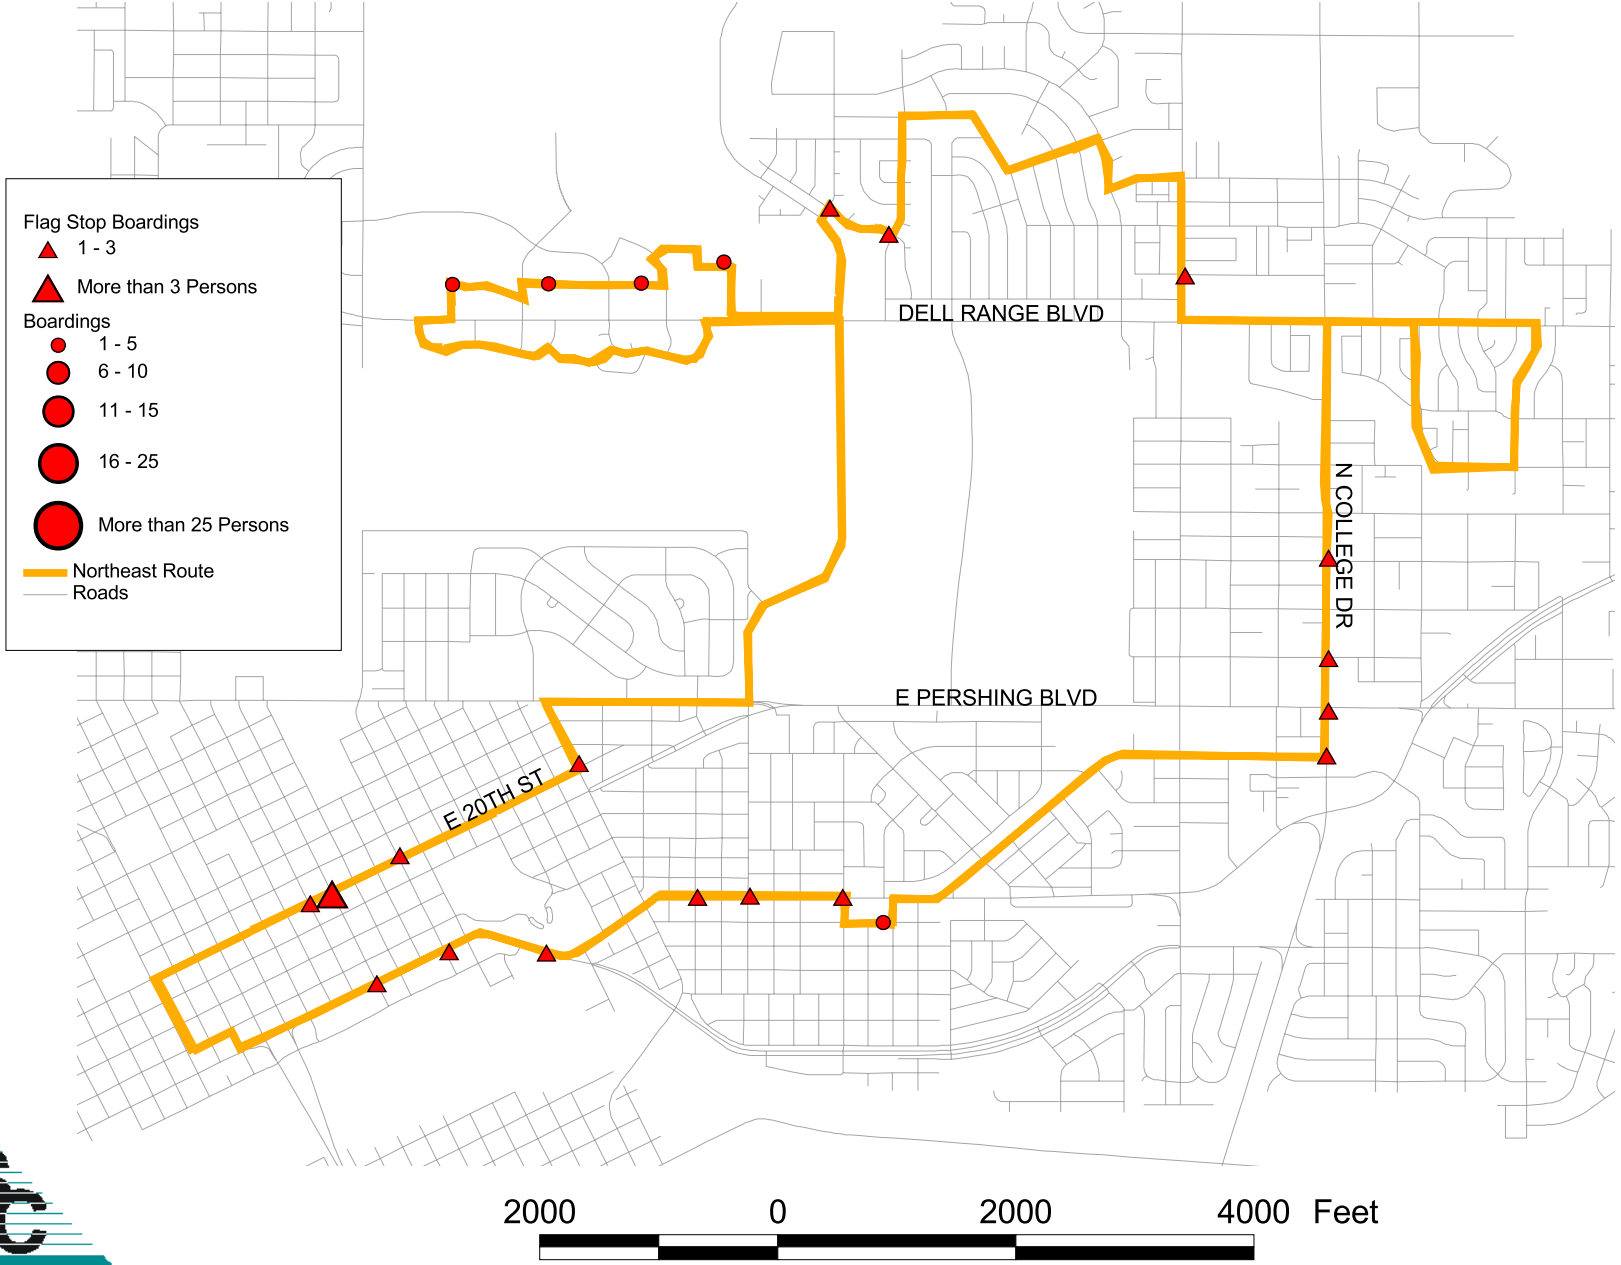 Flag Stop Boardings
1 - 3
More than 3 Persons
Boardings
1 - 5
6 - 10
11 - 15
16 - 25
More than 25 Persons
Northeast Route
Roads
DELL RANGE BLVD
N COLLEGE DR
E PERSHING BLVD
E 20TH ST
C
2000 0 2000 4000 Feet